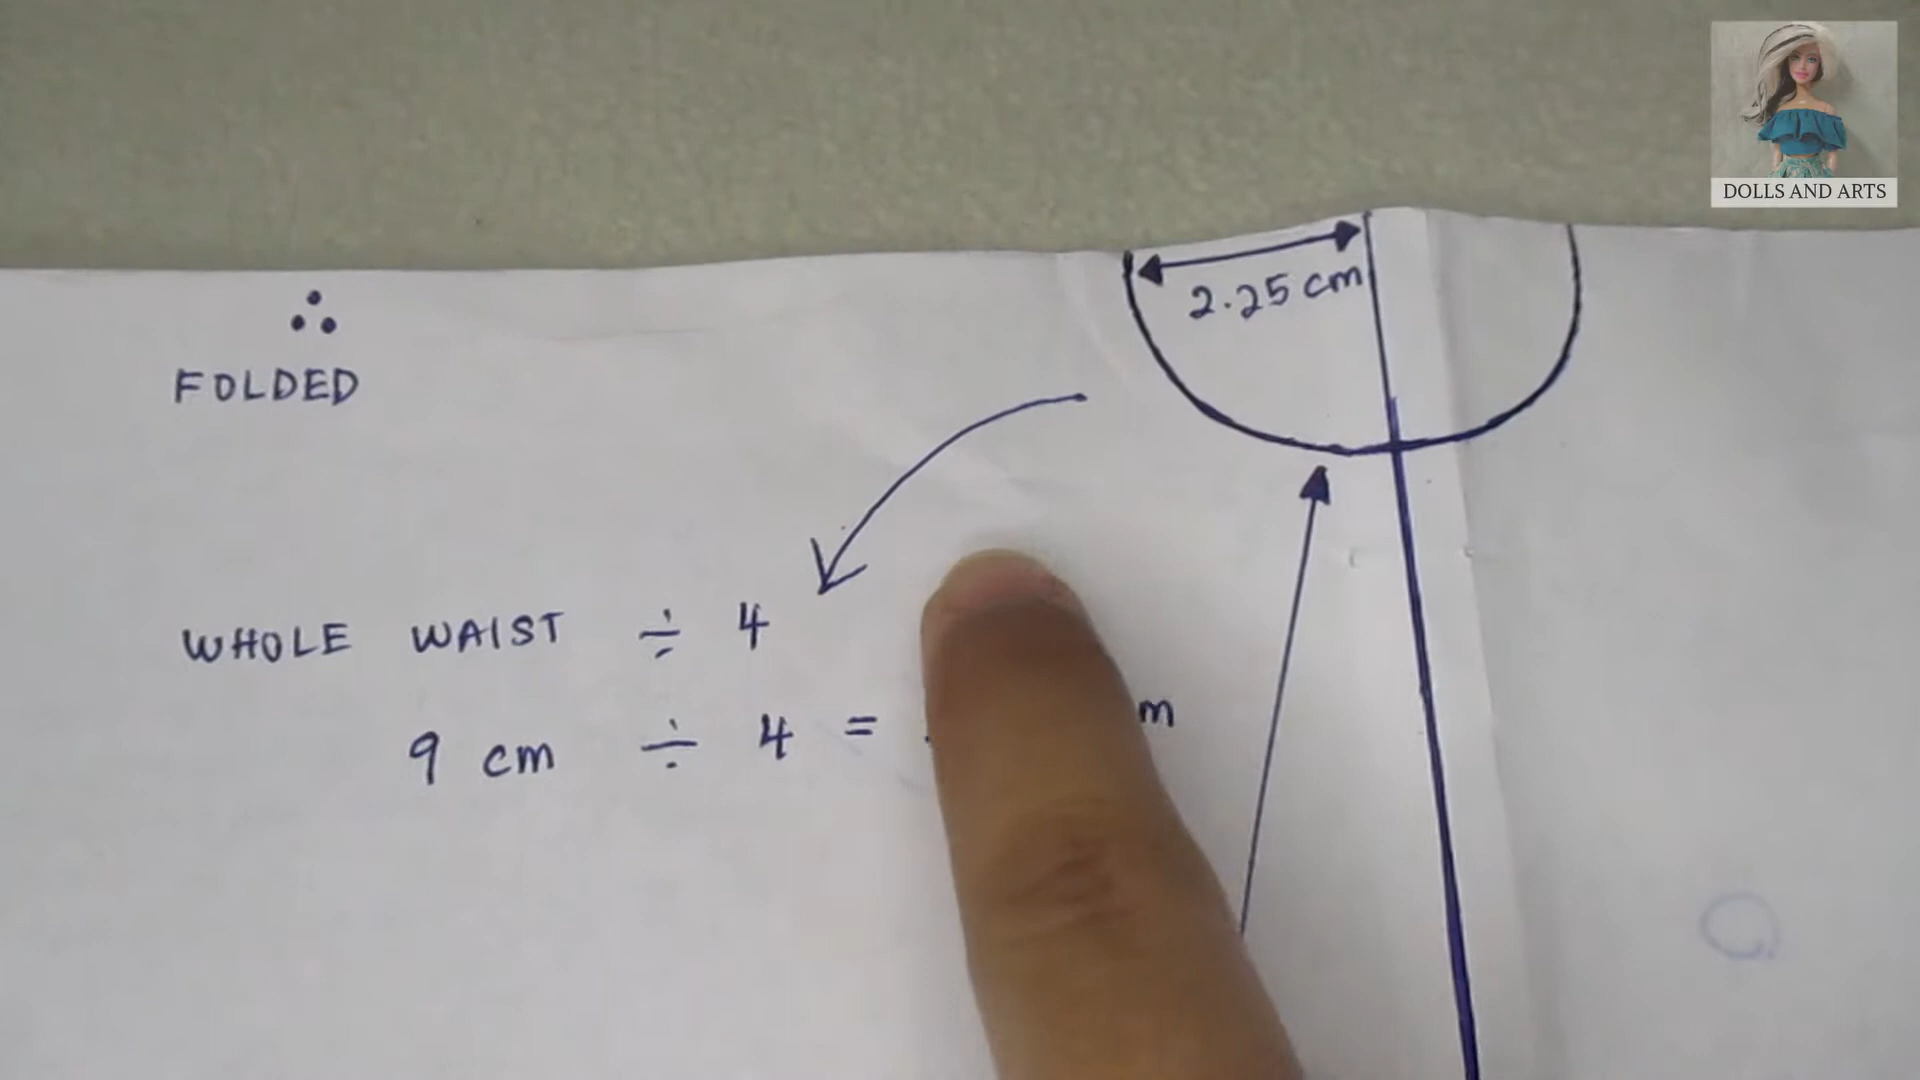 DOLLS AND ARTS
2.25 cm
∴
FOLDED
WHOLE WAIST ÷ 4
9 cm ÷ 4 =